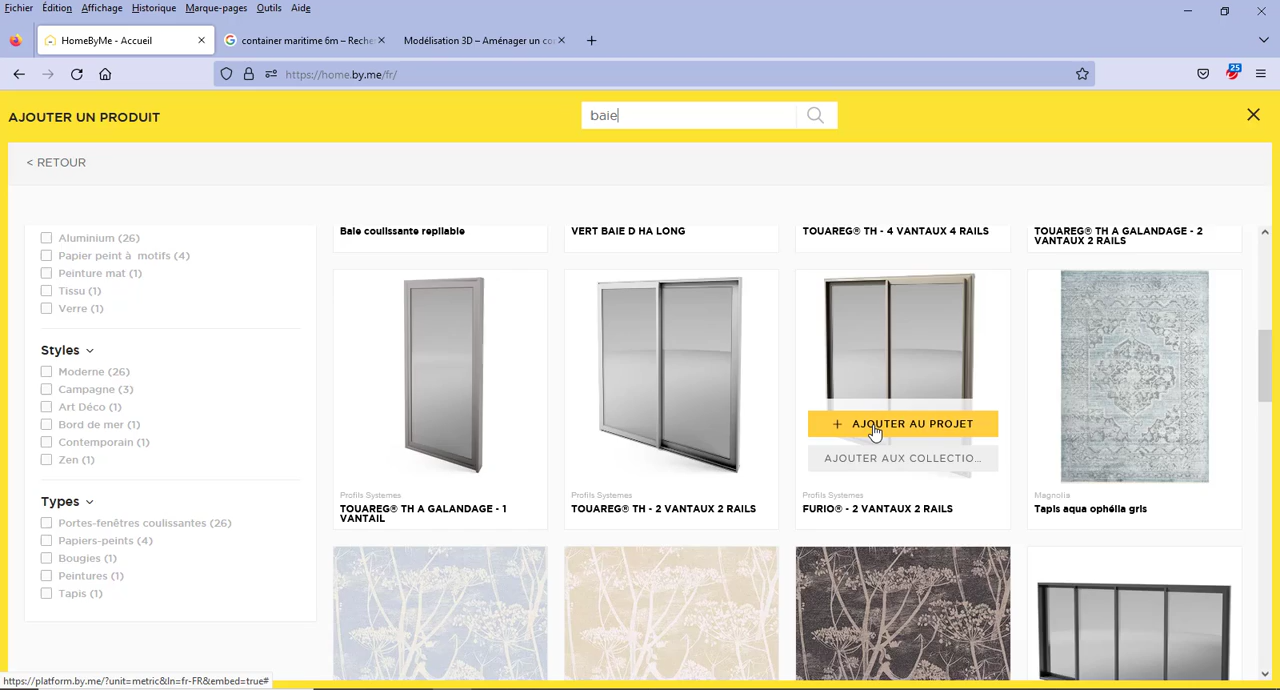 Fichier Édition Affichage Historique Marque-pages Outils Aide
HomeByMe - Accueil
container maritime 6m – Reche
Modélisation 3D – Aménager un co
https://home.by.me/fr/
25
AJOUTER UN PRODUIT
baie
< RETOUR
Aluminium (26)
Papier peint à motifs (4)
Peinture mat (1)
Tissu (1)
Verre (1)
Styles
Moderne (26)
Campagne (3)
Art Déco (1)
Bord de mer (1)
Contemporain (1)
Zen (1)
Types
Portes-fenêtres coulissantes (26)
Papiers-peints (4)
Bougies (1)
Peintures (1)
Tapis (1)
Baie coulissante repliable
VERT BAIE D HA LONG
TOUAREG® TH - 4 VANTAUX 4 RAILS
TOUAREG® TH A GALANDAGE - 2
VANTAUX 2 RAILS
+ AJOUTER AU PROJET
AJOUTER AUX COLLECTIO...
Profils Systemes
TOUAREG® TH A GALANDAGE - 1
VANTAIL
Profils Systemes
TOUAREG® TH - 2 VANTAUX 2 RAILS
Profils Systemes
FURIO® - 2 VANTAUX 2 RAILS
Magnolia
Tapis aqua ophélia gris
https://platform.by.me/?unit=metric&ln=fr-FR&embed=true#